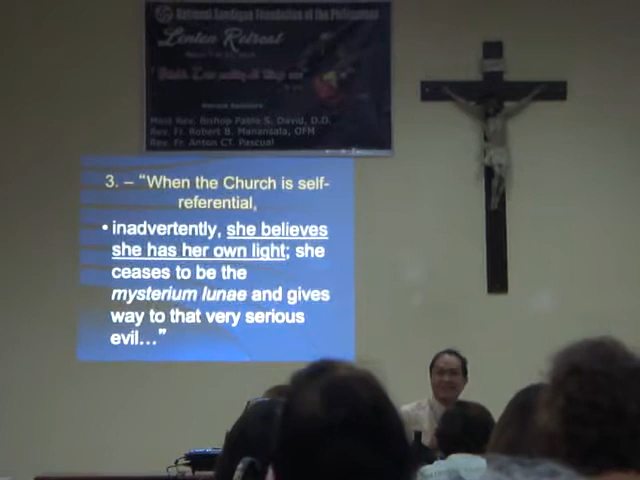 National Sandigan Foundation of the Philippines
Lenten Retreat
Most Rev. Bishop Pablo S. David, D.D.
Rev. Fr. Robert B. Manansala, OFM
Rev. Fr. Anton CT. Pascual
3. – “When the Church is self-
referential,
• inadvertently, she believes
she has her own light; she
ceases to be the
mysterium lunae and gives
way to that very serious
evil…”